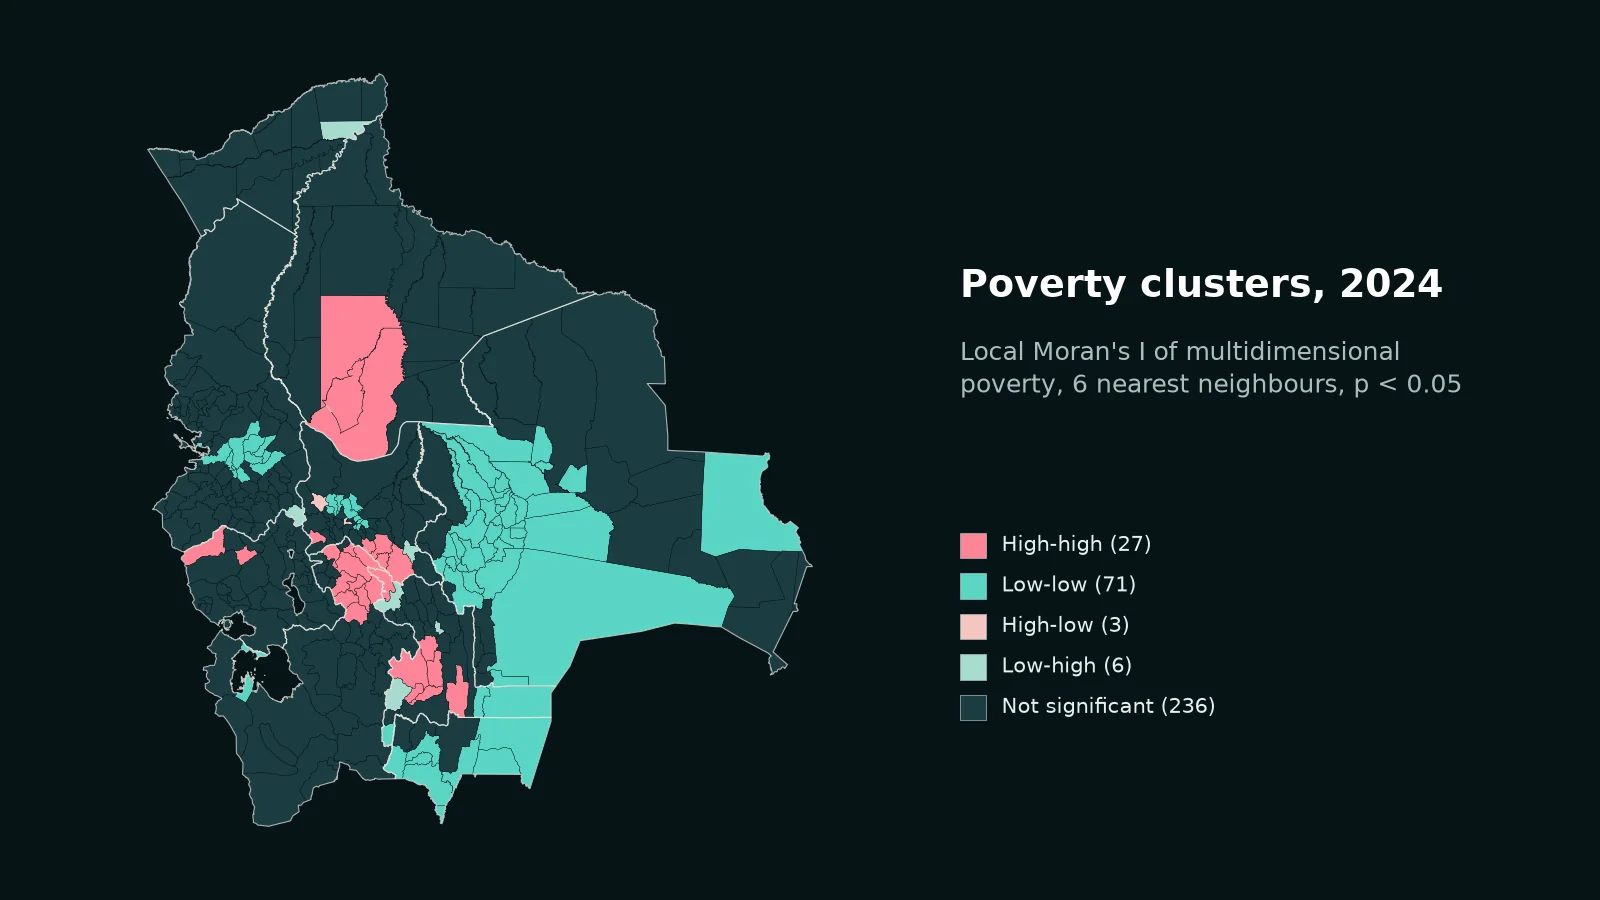 Poverty clusters, 2024
Local Moran's I of multidimensional
poverty, 6 nearest neighbours, p < 0.05
High-high (27)
Low-low (71)
High-low (3)
Low-high (6)
Not significant (236)